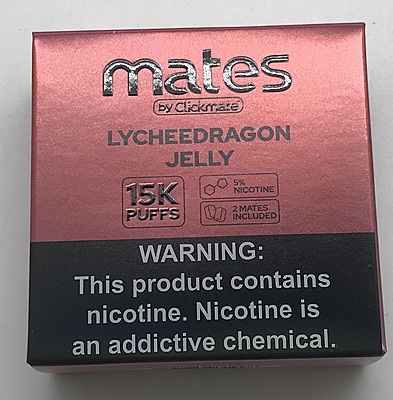 mates
by Clickmate
LYCHEEDRAGON
JELLY
15K
PUFFS
5%
NICOTINE
2 MATES
INCLUDED
WARNING:
This product contains
nicotine. Nicotine is
an addictive chemical.